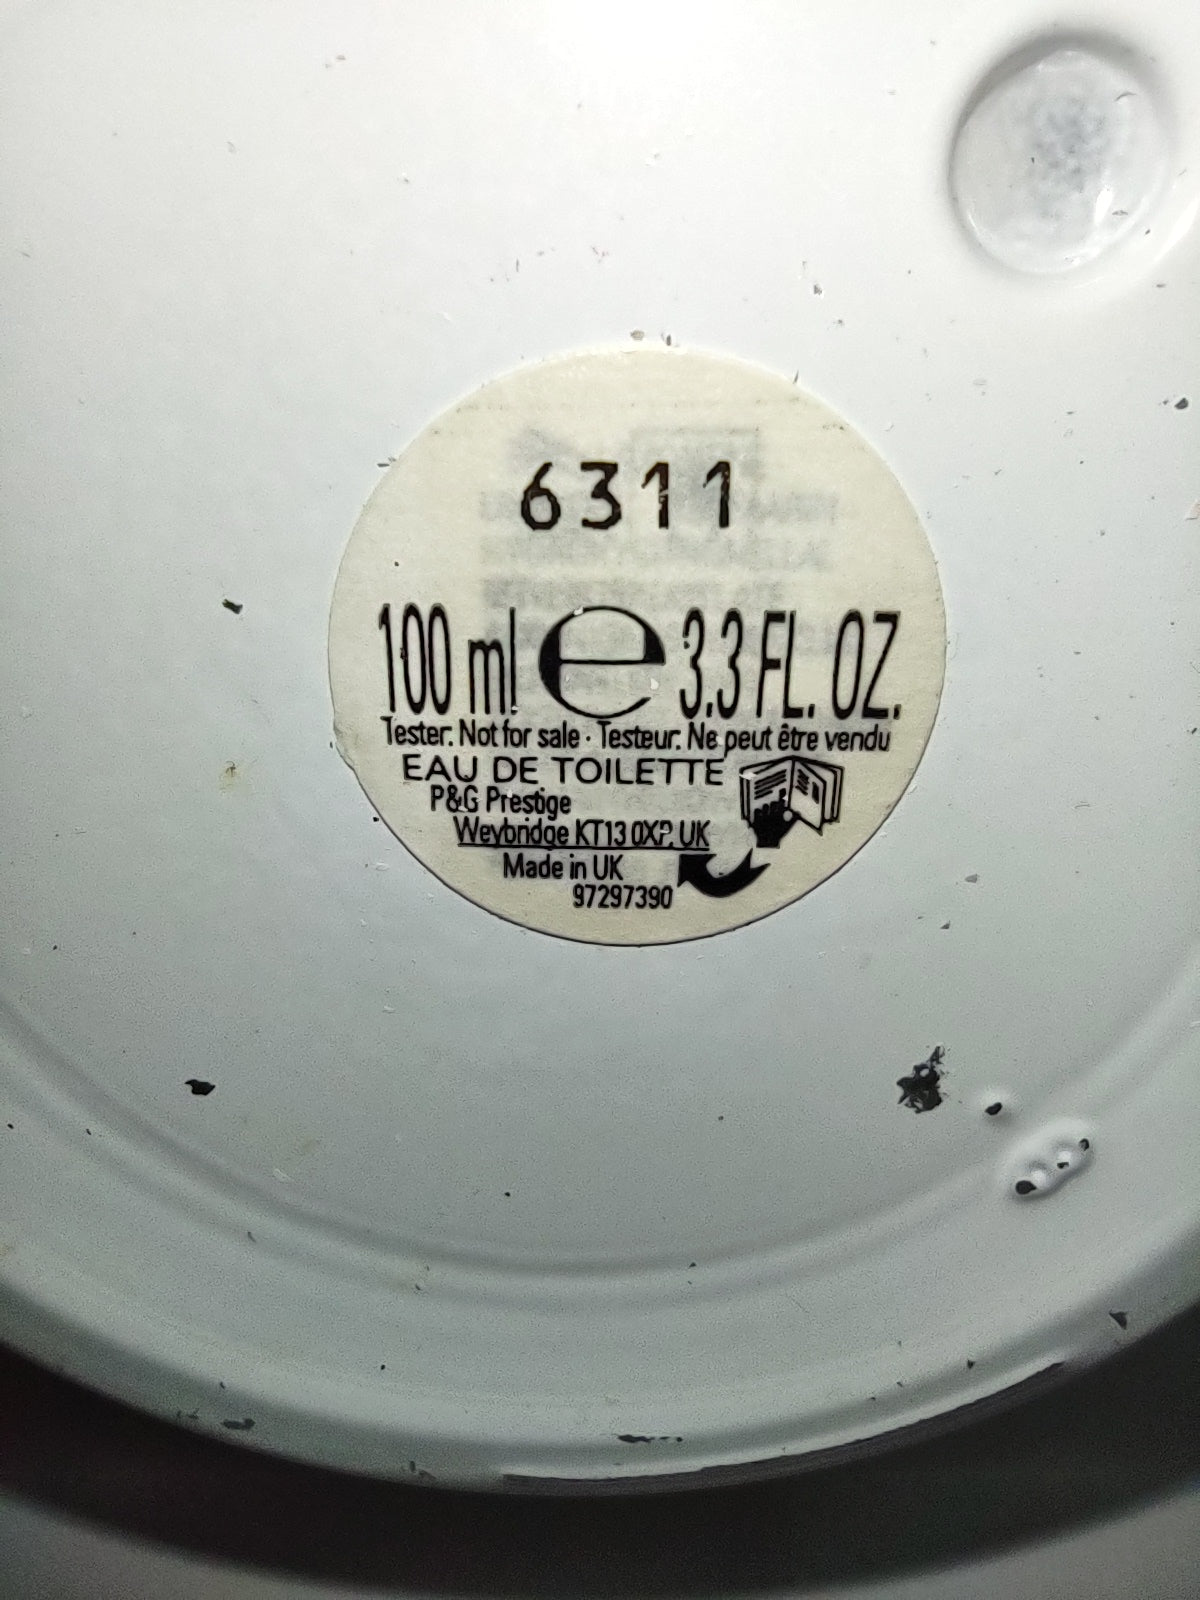 6311
100 ml e 3.3 FL. OZ.
Tester. Not for sale · Testeur. Ne peut être vendu
EAU DE TOILETTE
P&G Prestige
Weybridge KT13 0XP. UK
Made in UK
97297390